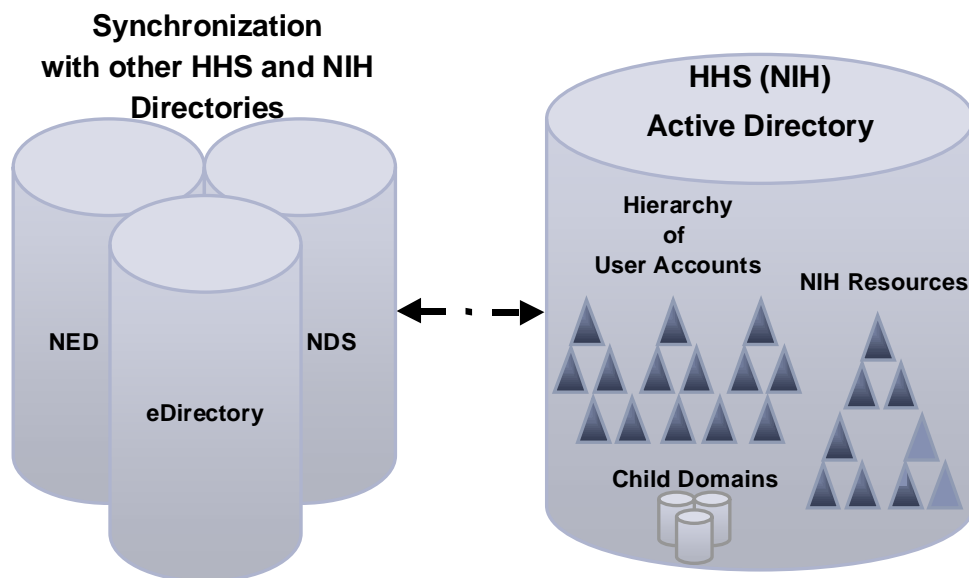 Synchronization
with other HHS and NIH
Directories
NED
NDS
eDirectory
HHS (NIH)
Active Directory
Hierarchy
of
User Accounts
NIH Resources
Child Domains